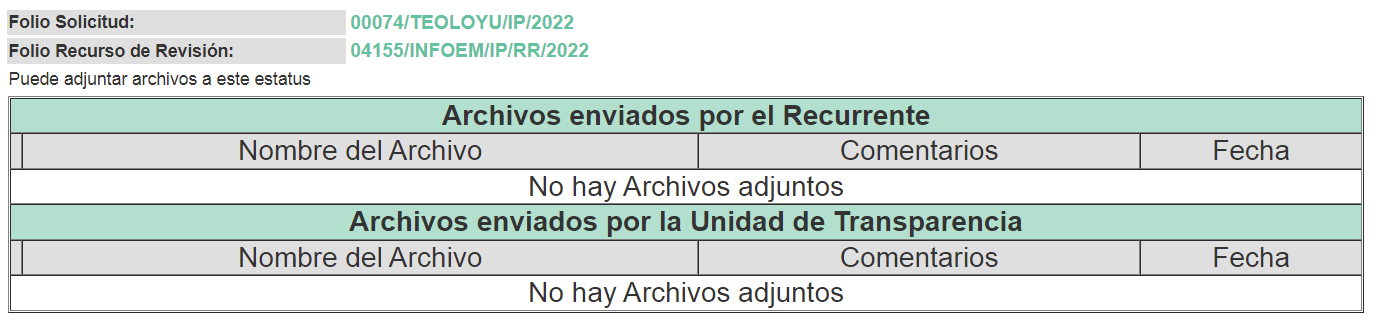 Folio Solicitud: 00074/TEOLOYU/IP/2022
Folio Recurso de Revisión: 04155/INFOEM/IP/RR/2022
Puede adjuntar archivos a este estatus
Archivos enviados por el Recurrente
Nombre del Archivo Comentarios Fecha
No hay Archivos adjuntos
Archivos enviados por la Unidad de Transparencia
Nombre del Archivo Comentarios Fecha
No hay Archivos adjuntos